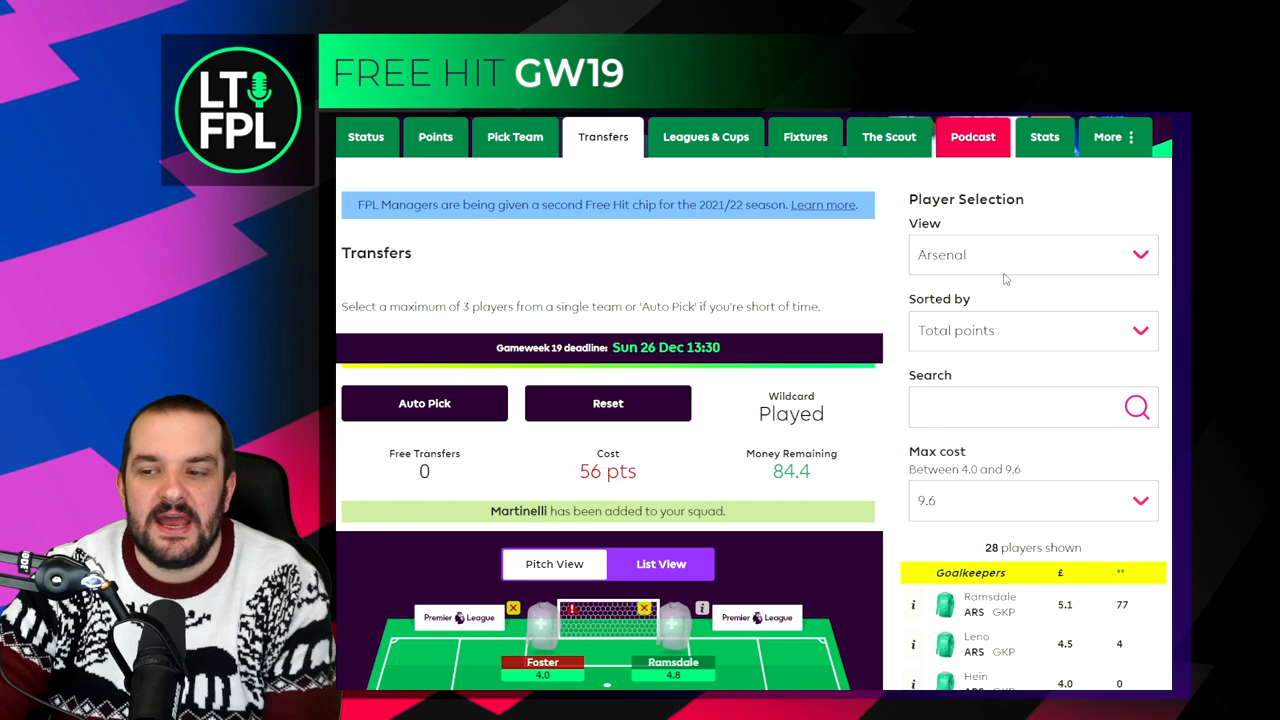 LT
FPL
FREE HIT GW19
Status
Points
Pick Team
Transfers
Leagues & Cups
Fixtures
The Scout
Podcast
Stats
More
FPL Managers are being given a second Free Hit chip for the 2021/22 season. Learn more.
Transfers
Select a maximum of 3 players from a single team or 'Auto Pick' if you're short of time.
Gameweek 19 deadline: Sun 26 Dec 13:30
Auto Pick
Reset
Wildcard
Played
Free Transfers
0
Cost
56 pts
Money Remaining
84.4
Martinelli has been added to your squad.
Pitch View
List View
Premier League
Premier League
Foster
4.0
Ramsdale
4.8
Player Selection
View
Arsenal
Sorted by
Total points
Search
Max cost
Between 4.0 and 9.6
9.6
28 players shown
Goalkeepers £ **
Ramsdale
ARS GKP 5.1 77
Leno
ARS GKP 4.5 4
Hein
ARS GKP 4.0 0